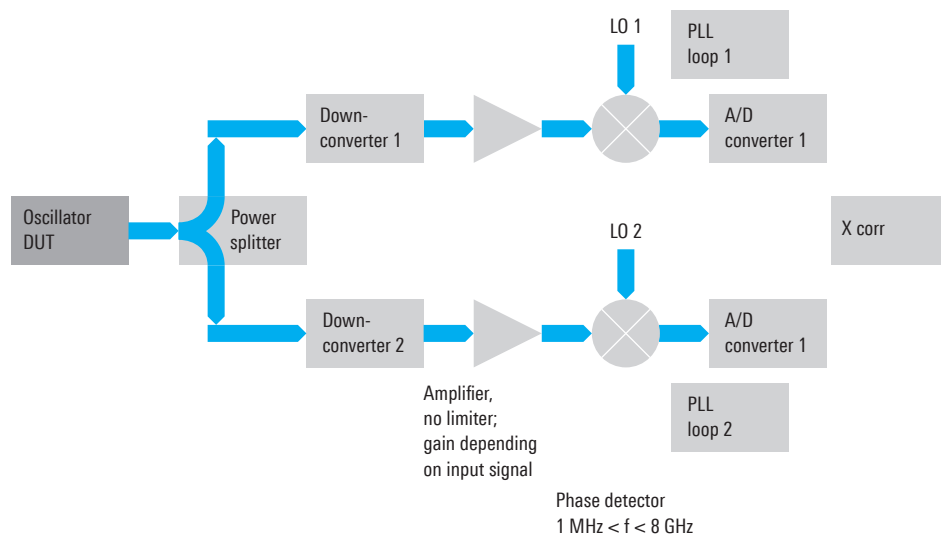 LO 1
PLL
loop 1
Down-
converter 1
A/D
converter 1
Oscillator
DUT
Power
splitter
LO 2
X corr
Down-
converter 2
A/D
converter 1
Amplifier,
no limiter;
gain depending
on input signal
PLL
loop 2
Phase detector
1 MHz < f < 8 GHz